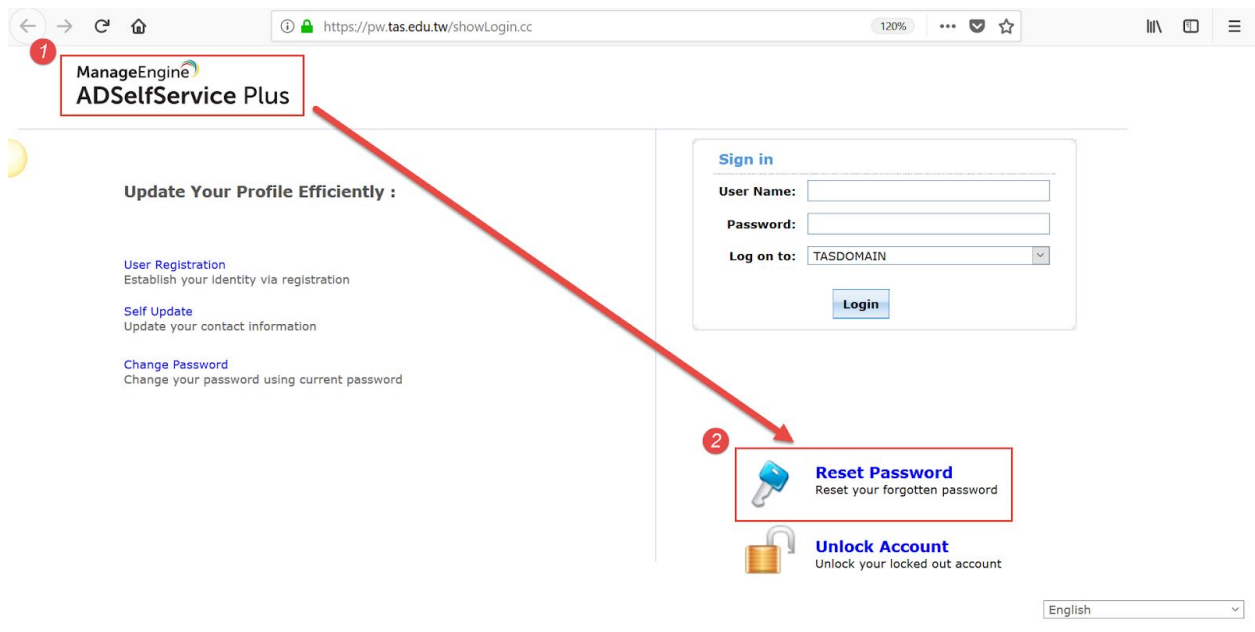 https://pw.tas.edu.tw/showLogin.cc
120%
1
ManageEngine
ADSelfService Plus
Update Your Profile Efficiently :
User Registration
Establish your identity via registration
Self Update
Update your contact information
Change Password
Change your password using current password
Sign in
User Name:
Password:
Log on to: TASDOMAIN
Login
2
Reset Password
Reset your forgotten password
Unlock Account
Unlock your locked out account
English